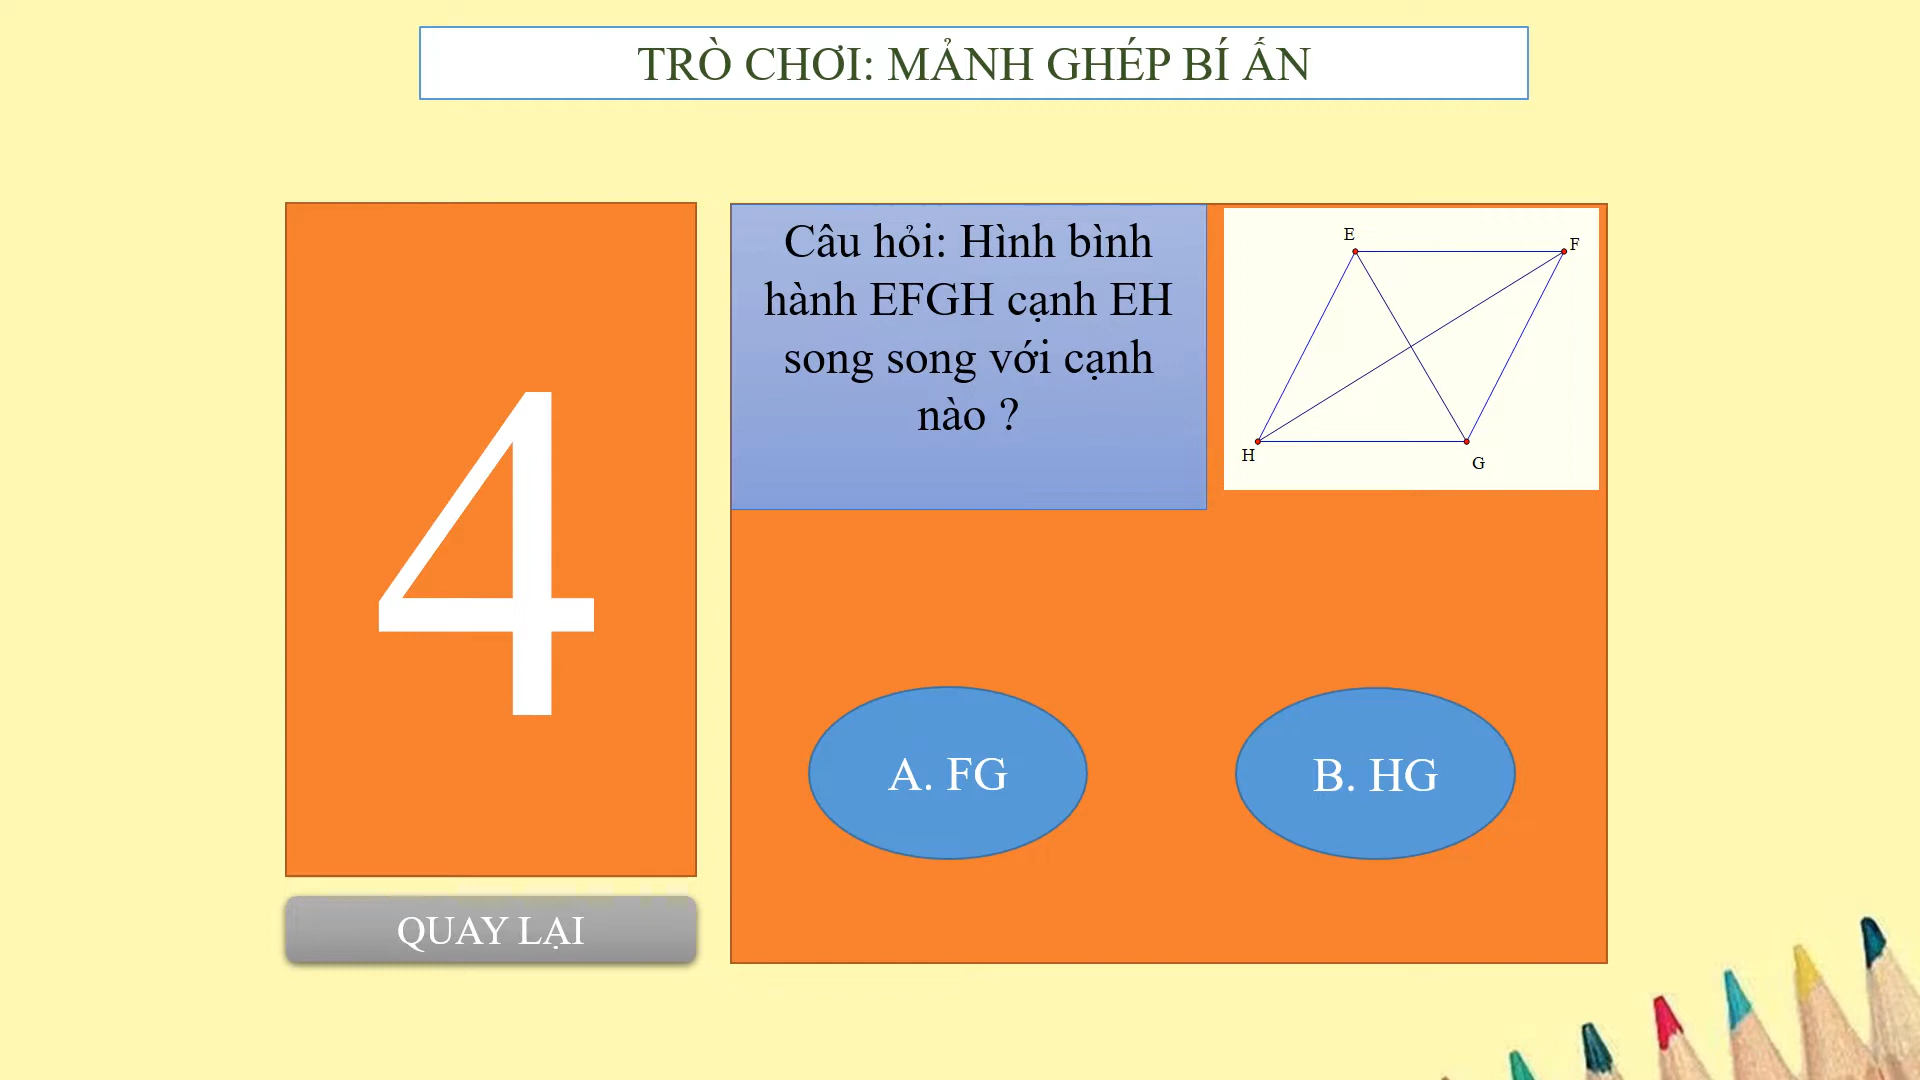 TRÒ CHƠI: MẢNH GHÉP BÍ ẨN
4
Câu hỏi: Hình bình
hành EFGH cạnh EH
song song với cạnh
nào ?
E
F
H
G
A. FG
B. HG
QUAY LẠI